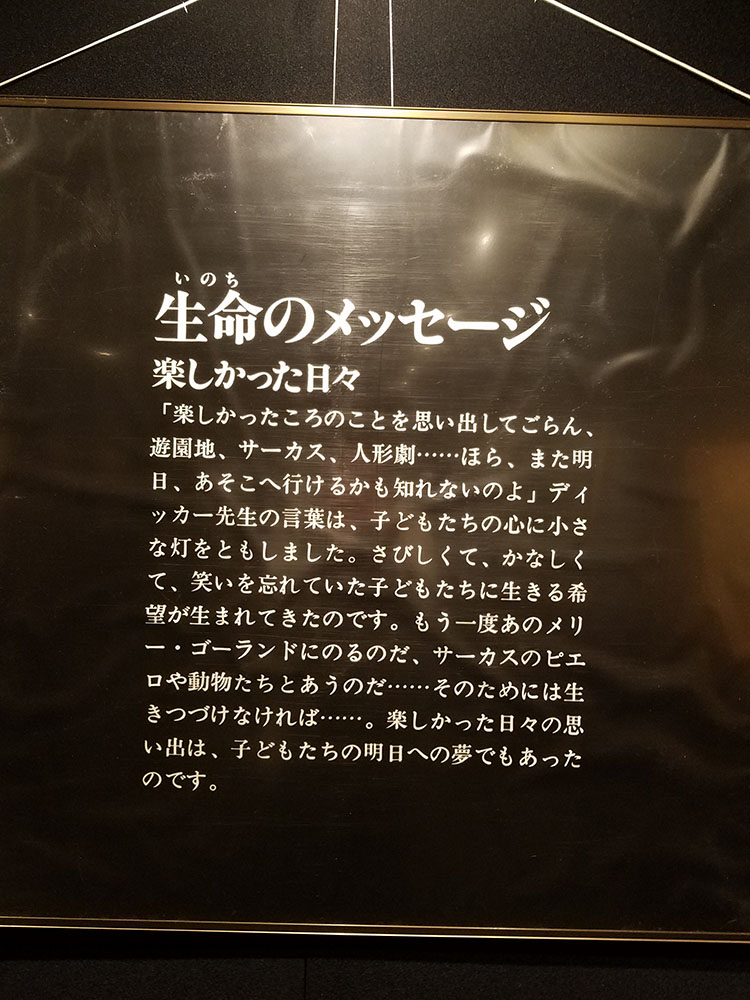 いのち
生命のメッセージ
楽しかった日々
「楽しかったころのことを思い出してごらん、
遊園地、サーカス、人形劇……ほら、また明
日、あそこへ行けるかも知れないのよ」ディ
ッカー先生の言葉は、子どもたちの心に小さ
な灯をともしました。さびしくて、かなしく
て、笑いを忘れていた子どもたちに生きる希
望が生まれてきたのです。もう一度あのメリ
ー・ゴーランドにのるのだ、サーカスのピエ
ロや動物たちとあうのだ……そのためには生
きつづけなければ……。楽しかった日々の思
い出は、子どもたちの明日への夢でもあった
のです。